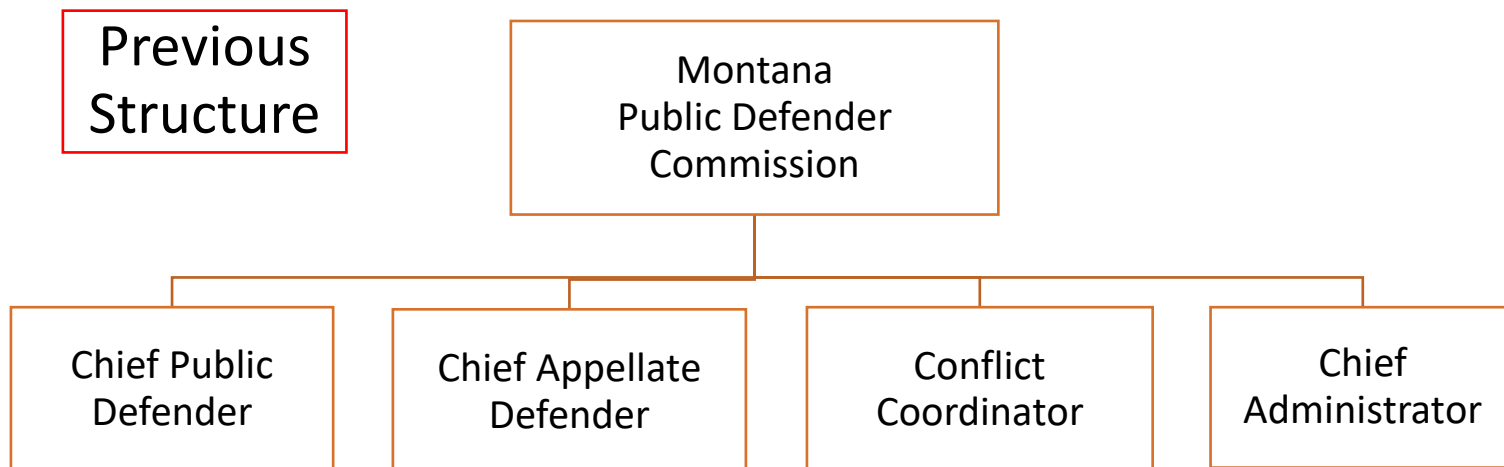 Previous
Structure
Montana
Public Defender
Commission
Chief Public
Defender
Chief Appellate
Defender
Conflict
Coordinator
Chief
Administrator